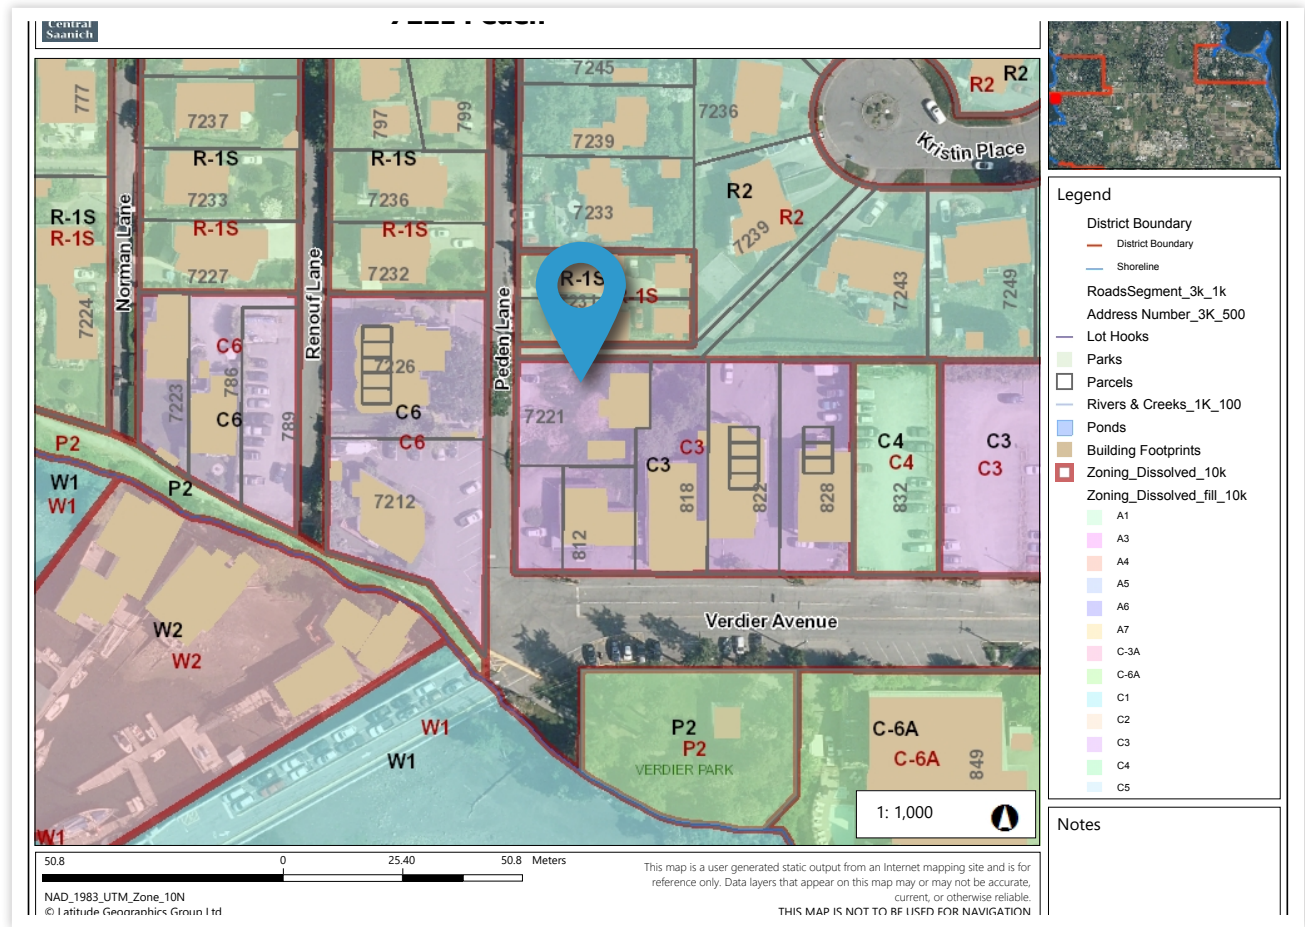 Central
Saanich
7245
7236
R2
R2
777
7237
797
799
7239
Kristin Place
R-1S
R-1S
7233
7236
7233
R2
R2
7239
R-1S
R-1S
Norman Lane
R-1S
R-1S
7227
7232
Renouf Lane
R-1S
-1S
7243
7249
7224
Peden Lane
C6
7223
786
C6
789
7226
C6
C6
7221
C3
C3
C4
C4
C3
C3
P2
W1
W1
P2
7212
812
818
822
828
832
Verdier Avenue
W2
W2
W1
W1
P2
P2
VERDIER PARK
C-6A
C-6A
849
W1
1: 1,000
Legend
District Boundary
District Boundary
Shoreline
RoadsSegment_3k_1k
Address Number_3K_500
Lot Hooks
Parks
Parcels
Rivers & Creeks_1K_100
Ponds
Building Footprints
Zoning_Dissolved_10k
Zoning_Dissolved_fill_10k
A1
A3
A4
A5
A6
A7
C-3A
C-6A
C1
C2
C3
C4
C5
Notes
50.8 0 25.40 50.8 Meters
NAD_1983_UTM_Zone_10N
© Latitude Geographics Group Ltd.
This map is a user generated static output from an Internet mapping site and is for
reference only. Data layers that appear on this map may or may not be accurate,
current, or otherwise reliable.
THIS MAP IS NOT TO BE USED FOR NAVIGATION